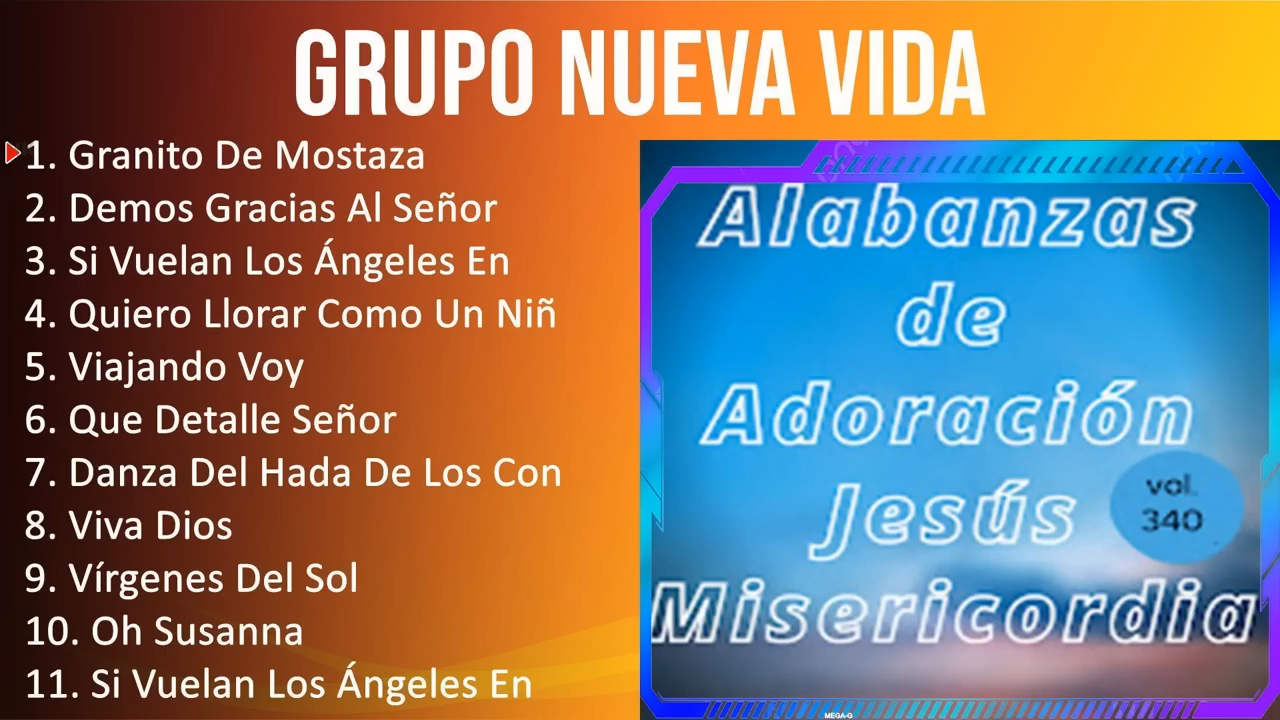 GRUPO NUEVA VIDA
1. Granito De Mostaza
2. Demos Gracias Al Señor
3. Si Vuelan Los Ángeles En
4. Quiero Llorar Como Un Niñ
5. Viajando Voy
6. Que Detalle Señor
7. Danza Del Hada De Los Con
8. Viva Dios
9. Vírgenes Del Sol
10. Oh Susanna
11. Si Vuelan Los Ángeles En
Alabanzas
de
Adoración
Jesús
vol.
340
Misericordia
MEGA-G